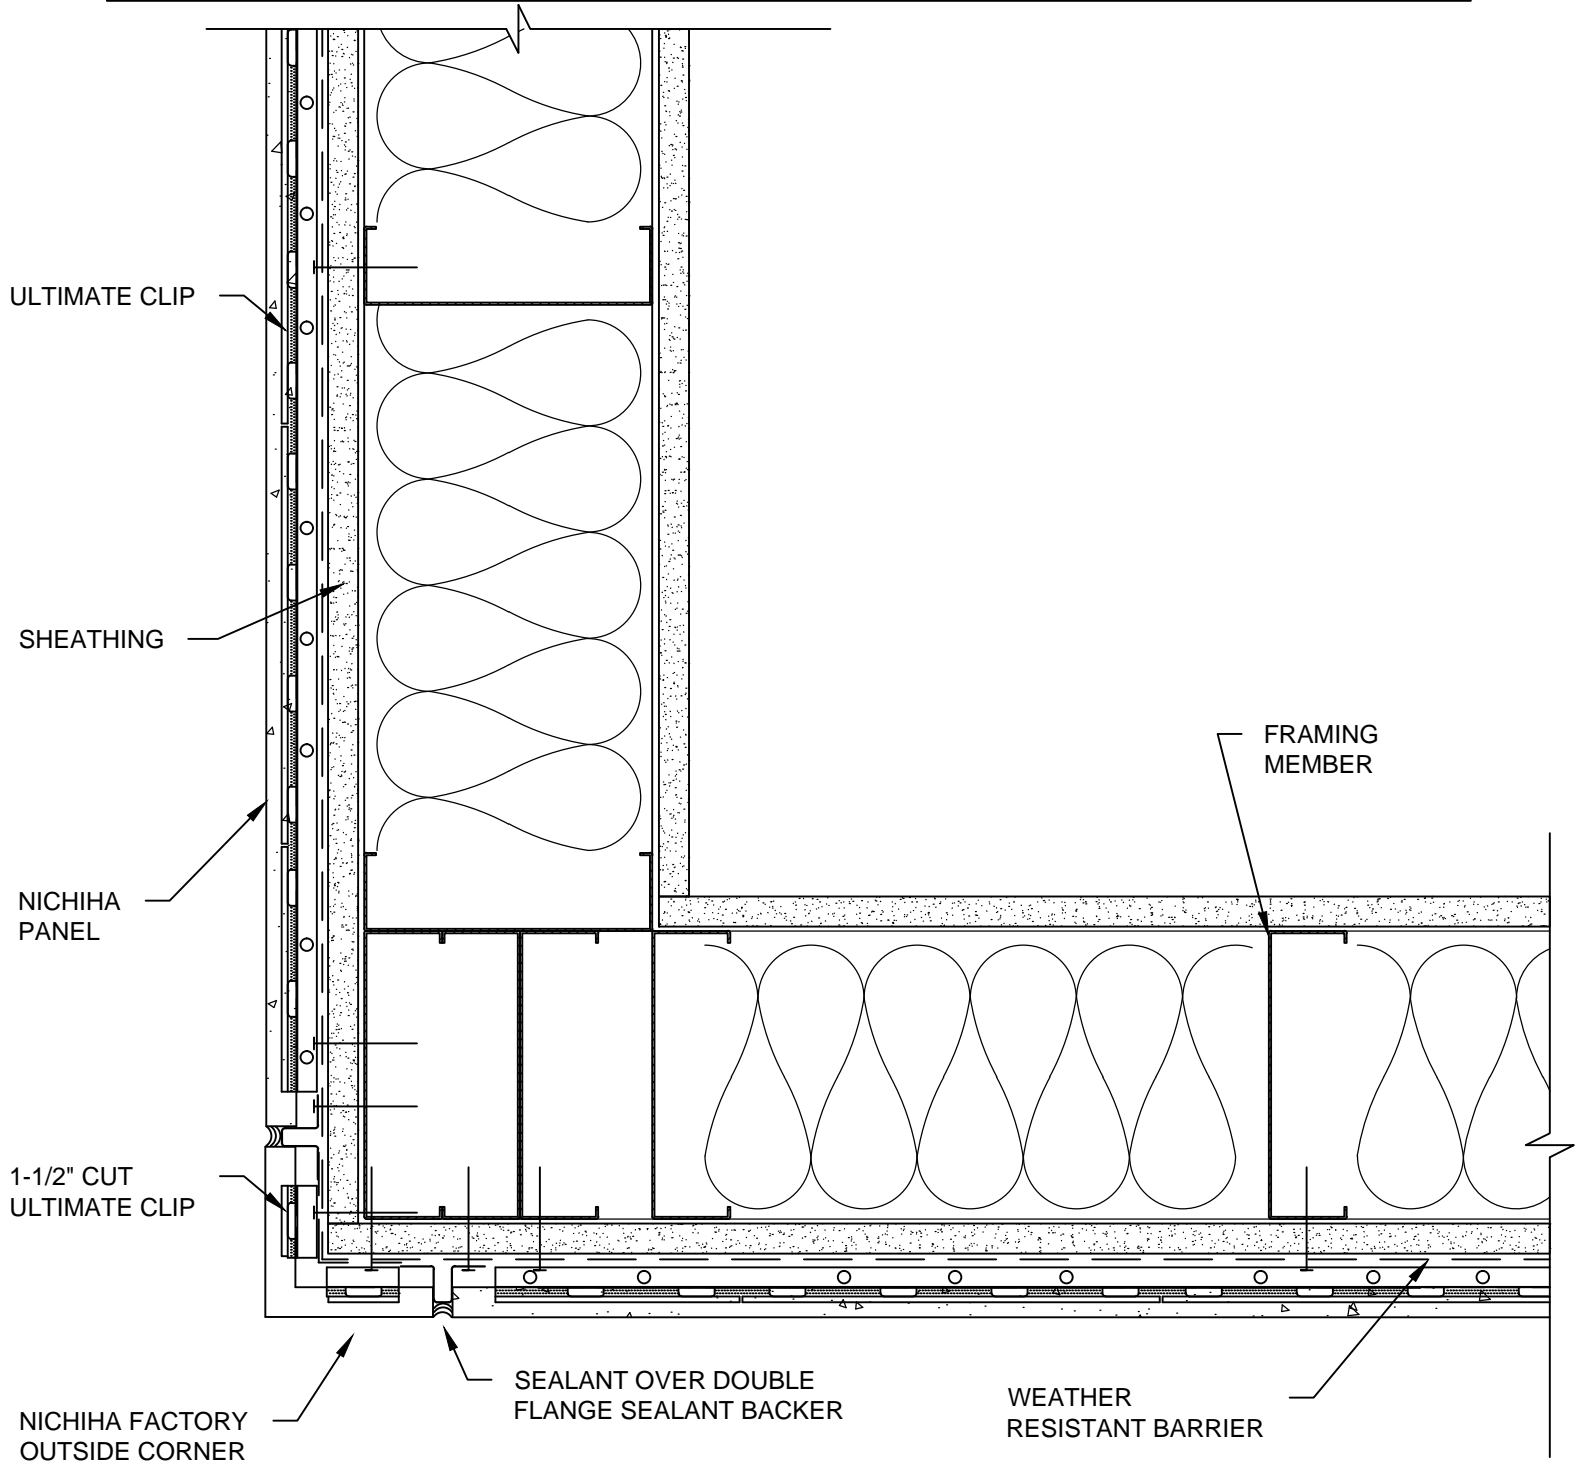 ULTIMATE CLIP
SHEATHING
FRAMING
MEMBER
NICHIHA
PANEL
1-1/2" CUT
ULTIMATE CLIP
SEALANT OVER DOUBLE
FLANGE SEALANT BACKER
WEATHER
RESISTANT BARRIER
NICHIHA FACTORY
OUTSIDE CORNER